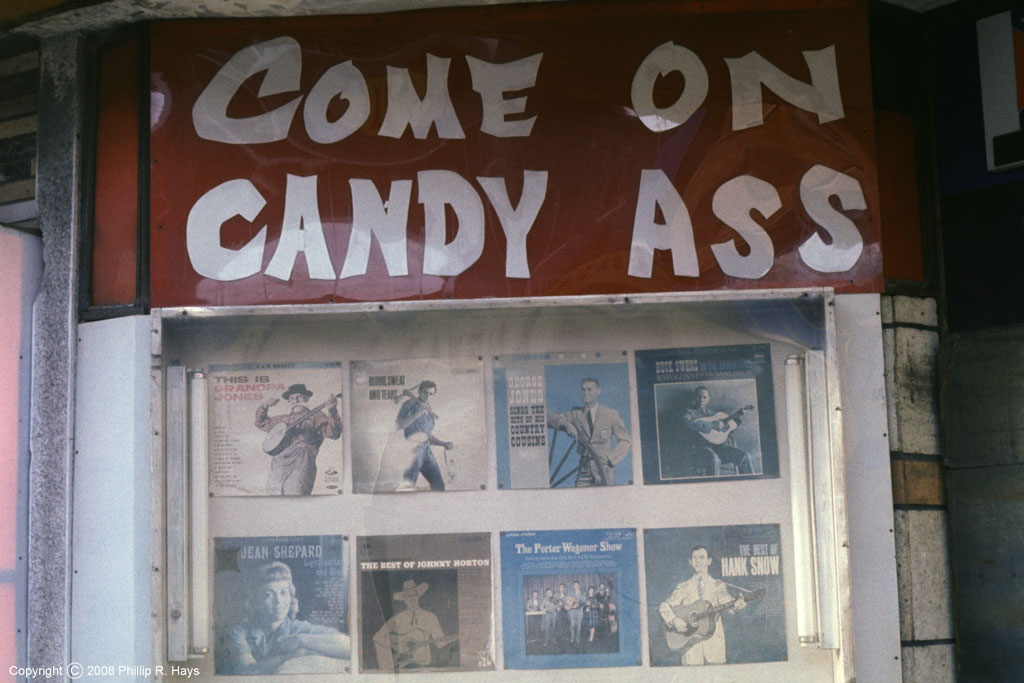 COME ON
CANDY ASS
THIS IS
GRANDPA
JONES
BLOOD, SWEAT
AND TEARS
GEORGE
JONES
SINGS THE
HITS OF HIS
COUNTRY
COUSINS
BUCK OWENS
JEAN SHEPARD
THE BEST OF JOHNNY HORTON
The Porter Wagoner Show
THE BEST OF
HANK SNOW
Copyright © 2008 Phillip R. Hays